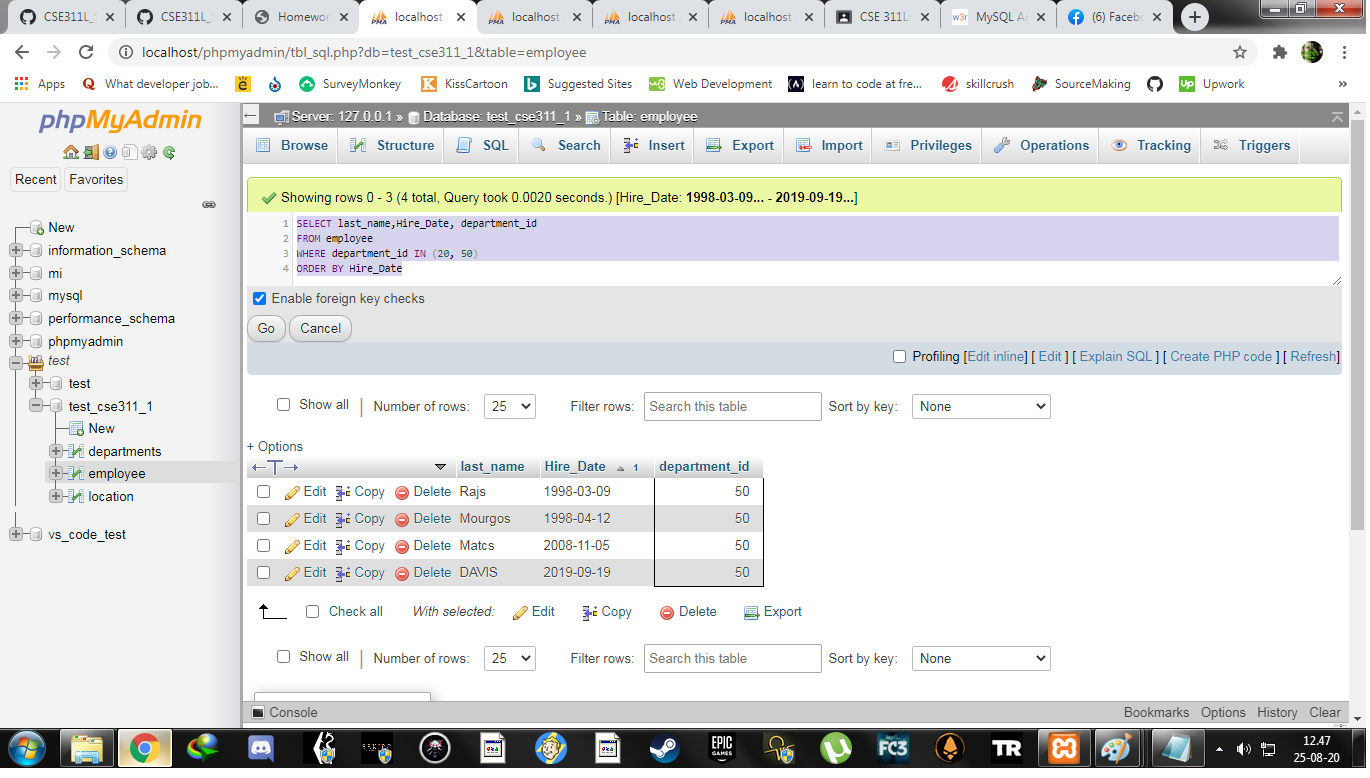 CSE311L_
CSE311L_
Homewor
localhost
localhost
localhost
localhost
CSE 311L
w3r MySQL Ag
(6) Facebo
localhost/phpmyadmin/tbl_sql.php?db=test_cse311_1&table=employee
Apps
What developer job...
SurveyMonkey
KissCartoon
Suggested Sites
Web Development
learn to code at fre...
skillcrush
SourceMaking
Upwork
»
phpMyAdmin
Recent Favorites
New
information_schema
mi
mysql
performance_schema
phpmyadmin
test
test
test_cse311_1
New
departments
employee
location
vs_code_test
Server: 127.0.0.1 » Database: test_cse311_1 » Table: employee
Browse Structure SQL Search Insert Export Import Privileges Operations Tracking Triggers
Showing rows 0 - 3 (4 total, Query took 0.0020 seconds.) [Hire_Date: 1998-03-09... - 2019-09-19...]
1 SELECT last_name,Hire_Date, department_id
2 FROM employee
3 WHERE department_id IN (20, 50)
4 ORDER BY Hire_Date
Enable foreign key checks
Go Cancel
Profiling [Edit inline] [ Edit ] [ Explain SQL ] [ Create PHP code ] [ Refresh]
Show all | Number of rows: 25 Filter rows: Search this table Sort by key: None
+ Options
←T→ last_name Hire_Date 1 department_id
Edit Copy Delete Rajs 1998-03-09 50
Edit Copy Delete Mourgos 1998-04-12 50
Edit Copy Delete Matcs 2008-11-05 50
Edit Copy Delete DAVIS 2019-09-19 50
Check all With selected: Edit Copy Delete Export
Show all | Number of rows: 25 Filter rows: Search this table Sort by key: None
Console Bookmarks Options History Clear
EPIC GAMES
FC3
TR
12.47
25-08-20